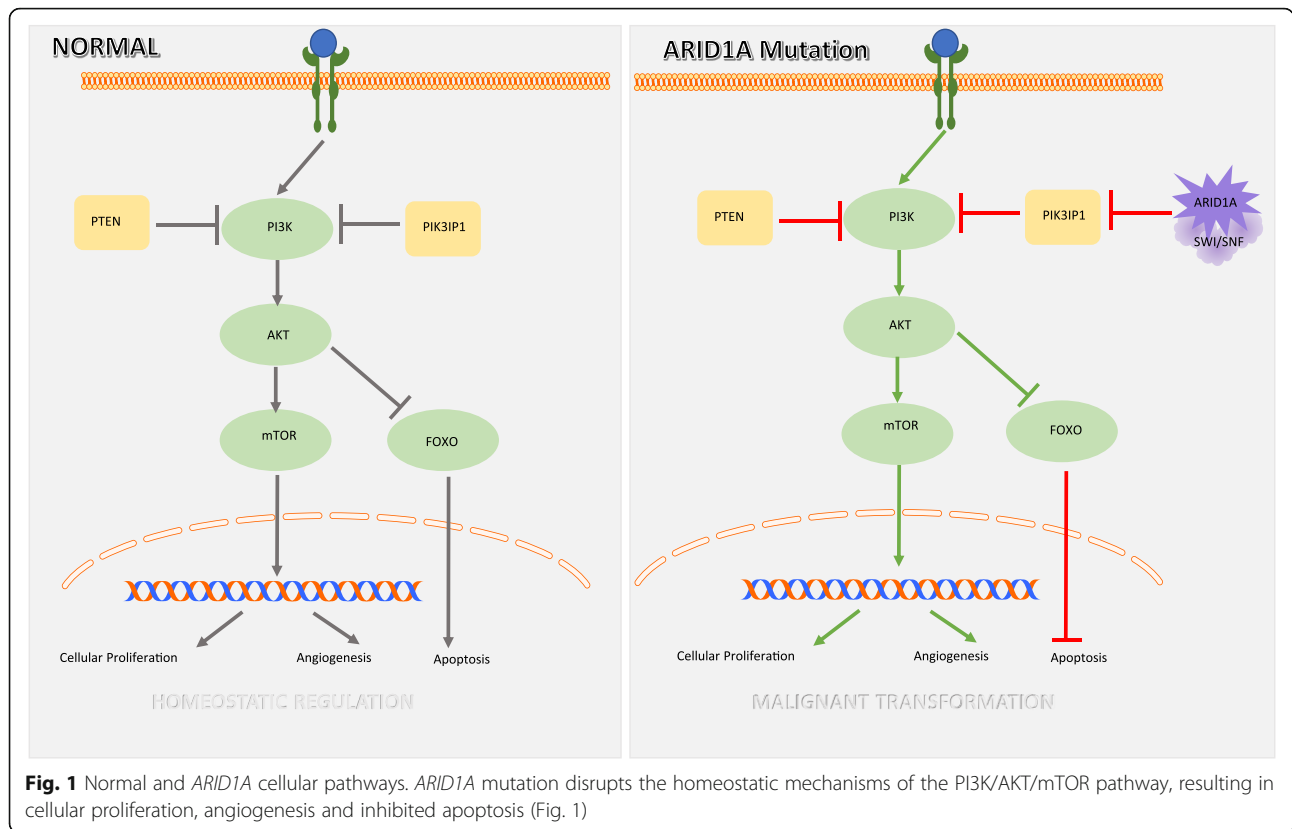 NORMAL
PTEN
PI3K
PIK3IP1
AKT
mTOR
FOXO
Cellular Proliferation
Angiogenesis
Apoptosis
HOMEOSTATIC REGULATION
ARID1A Mutation
PTEN
PI3K
PIK3IP1
ARID1A
SWI/SNF
AKT
mTOR
FOXO
Cellular Proliferation
Angiogenesis
Apoptosis
MALIGNANT TRANSFORMATION
Fig. 1 Normal and ARID1A cellular pathways. ARID1A mutation disrupts the homeostatic mechanisms of the PI3K/AKT/mTOR pathway, resulting in
cellular proliferation, angiogenesis and inhibited apoptosis (Fig. 1)